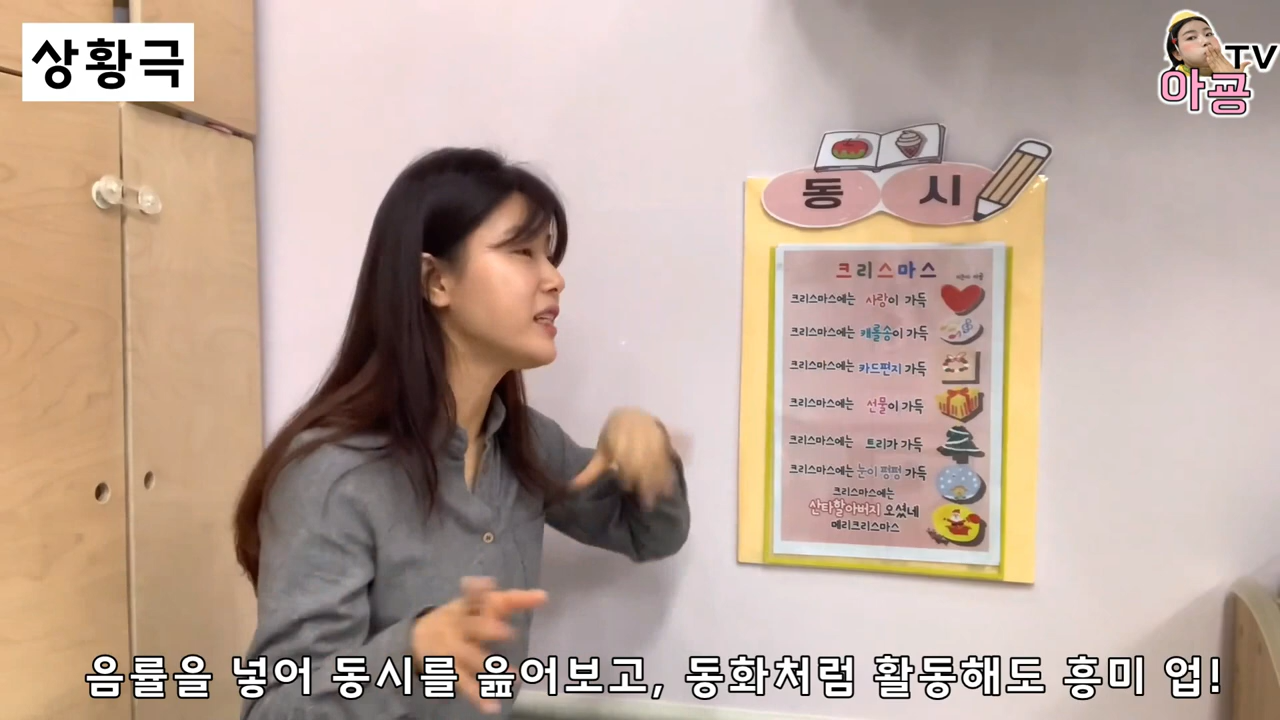 상황극
TV
아꿍
동시
크리스마스
크리스마스에는 사랑이 가득
크리스마스에는 캐롤송이 가득
크리스마스에는 카드편지 가득
크리스마스에는 선물이 가득
크리스마스에는 트리가 가득
크리스마스에는 눈이 펑펑 가득
크리스마스에는
산타할아버지 오셨네
메리크리스마스
음률을 넣어 동시를 읊어보고, 동화처럼 활동해도 흥미 업!